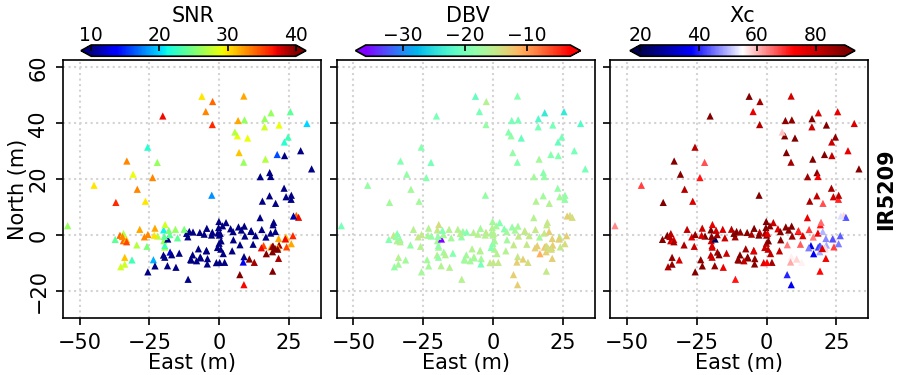 SNR DBV Xc
10 20 30 40 −30 −20 −10 20 40 60 80
60
40
20
0
−20
North (m)
IR5209
−50 −25 0 25 −50 −25 0 25 −50 −25 0 25
East (m) East (m) East (m)